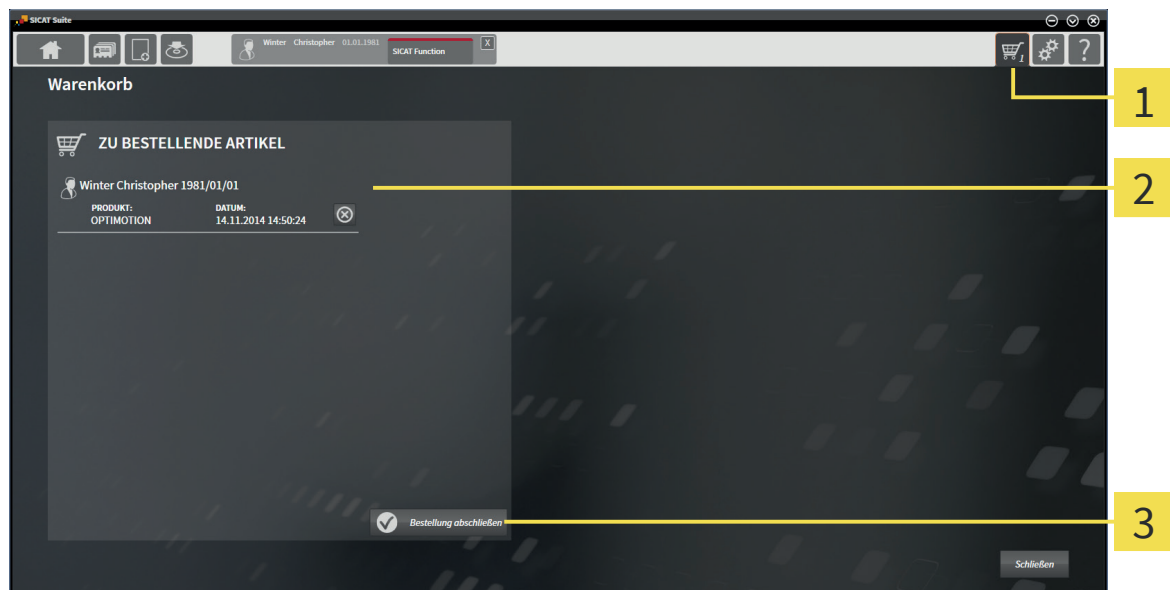 SICAT Suite
Winter Christopher 01.01.1981
SICAT Function
X
1
?
Warenkorb
1
ZU BESTELLENDE ARTIKEL
Winter Christopher 1981/01/01
2
PRODUKT: DATUM:
OPTIMOTION 14.11.2014 14:50:24
Bestellung abschließen
3
Schließen